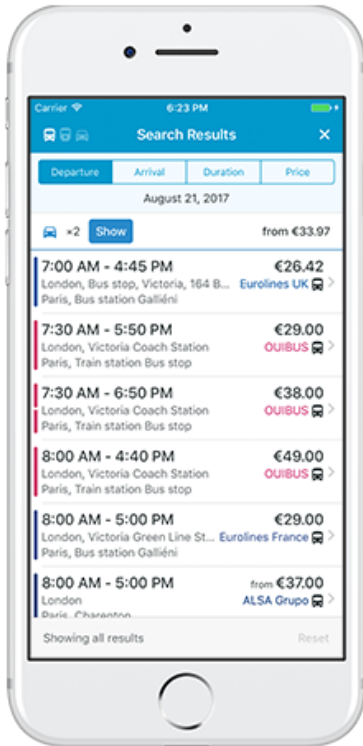 Carrier 6:23 PM
Search Results ×
Departure Arrival Duration Price
August 21, 2017
×2 Show from €33.97
7:00 AM - 4:45 PM €26.42
London, Bus stop, Victoria, 164 B... Eurolines UK
Paris, Bus station Galliéni
7:30 AM - 5:50 PM €29.00
London, Victoria Coach Station OUIBUS
Paris, Train station Bus stop
7:30 AM - 6:50 PM €38.00
London, Victoria Coach Station OUIBUS
Paris, Train station Bus stop
8:00 AM - 4:40 PM €49.00
London, Victoria Coach Station OUIBUS
Paris, Train station Bus stop
8:00 AM - 5:00 PM €29.00
London, Victoria Green Line St... Eurolines France
Paris, Bus station Galliéni
8:00 AM - 5:00 PM from €37.00
London ALSA Grupo
Paris, Charenton
Showing all results Reset